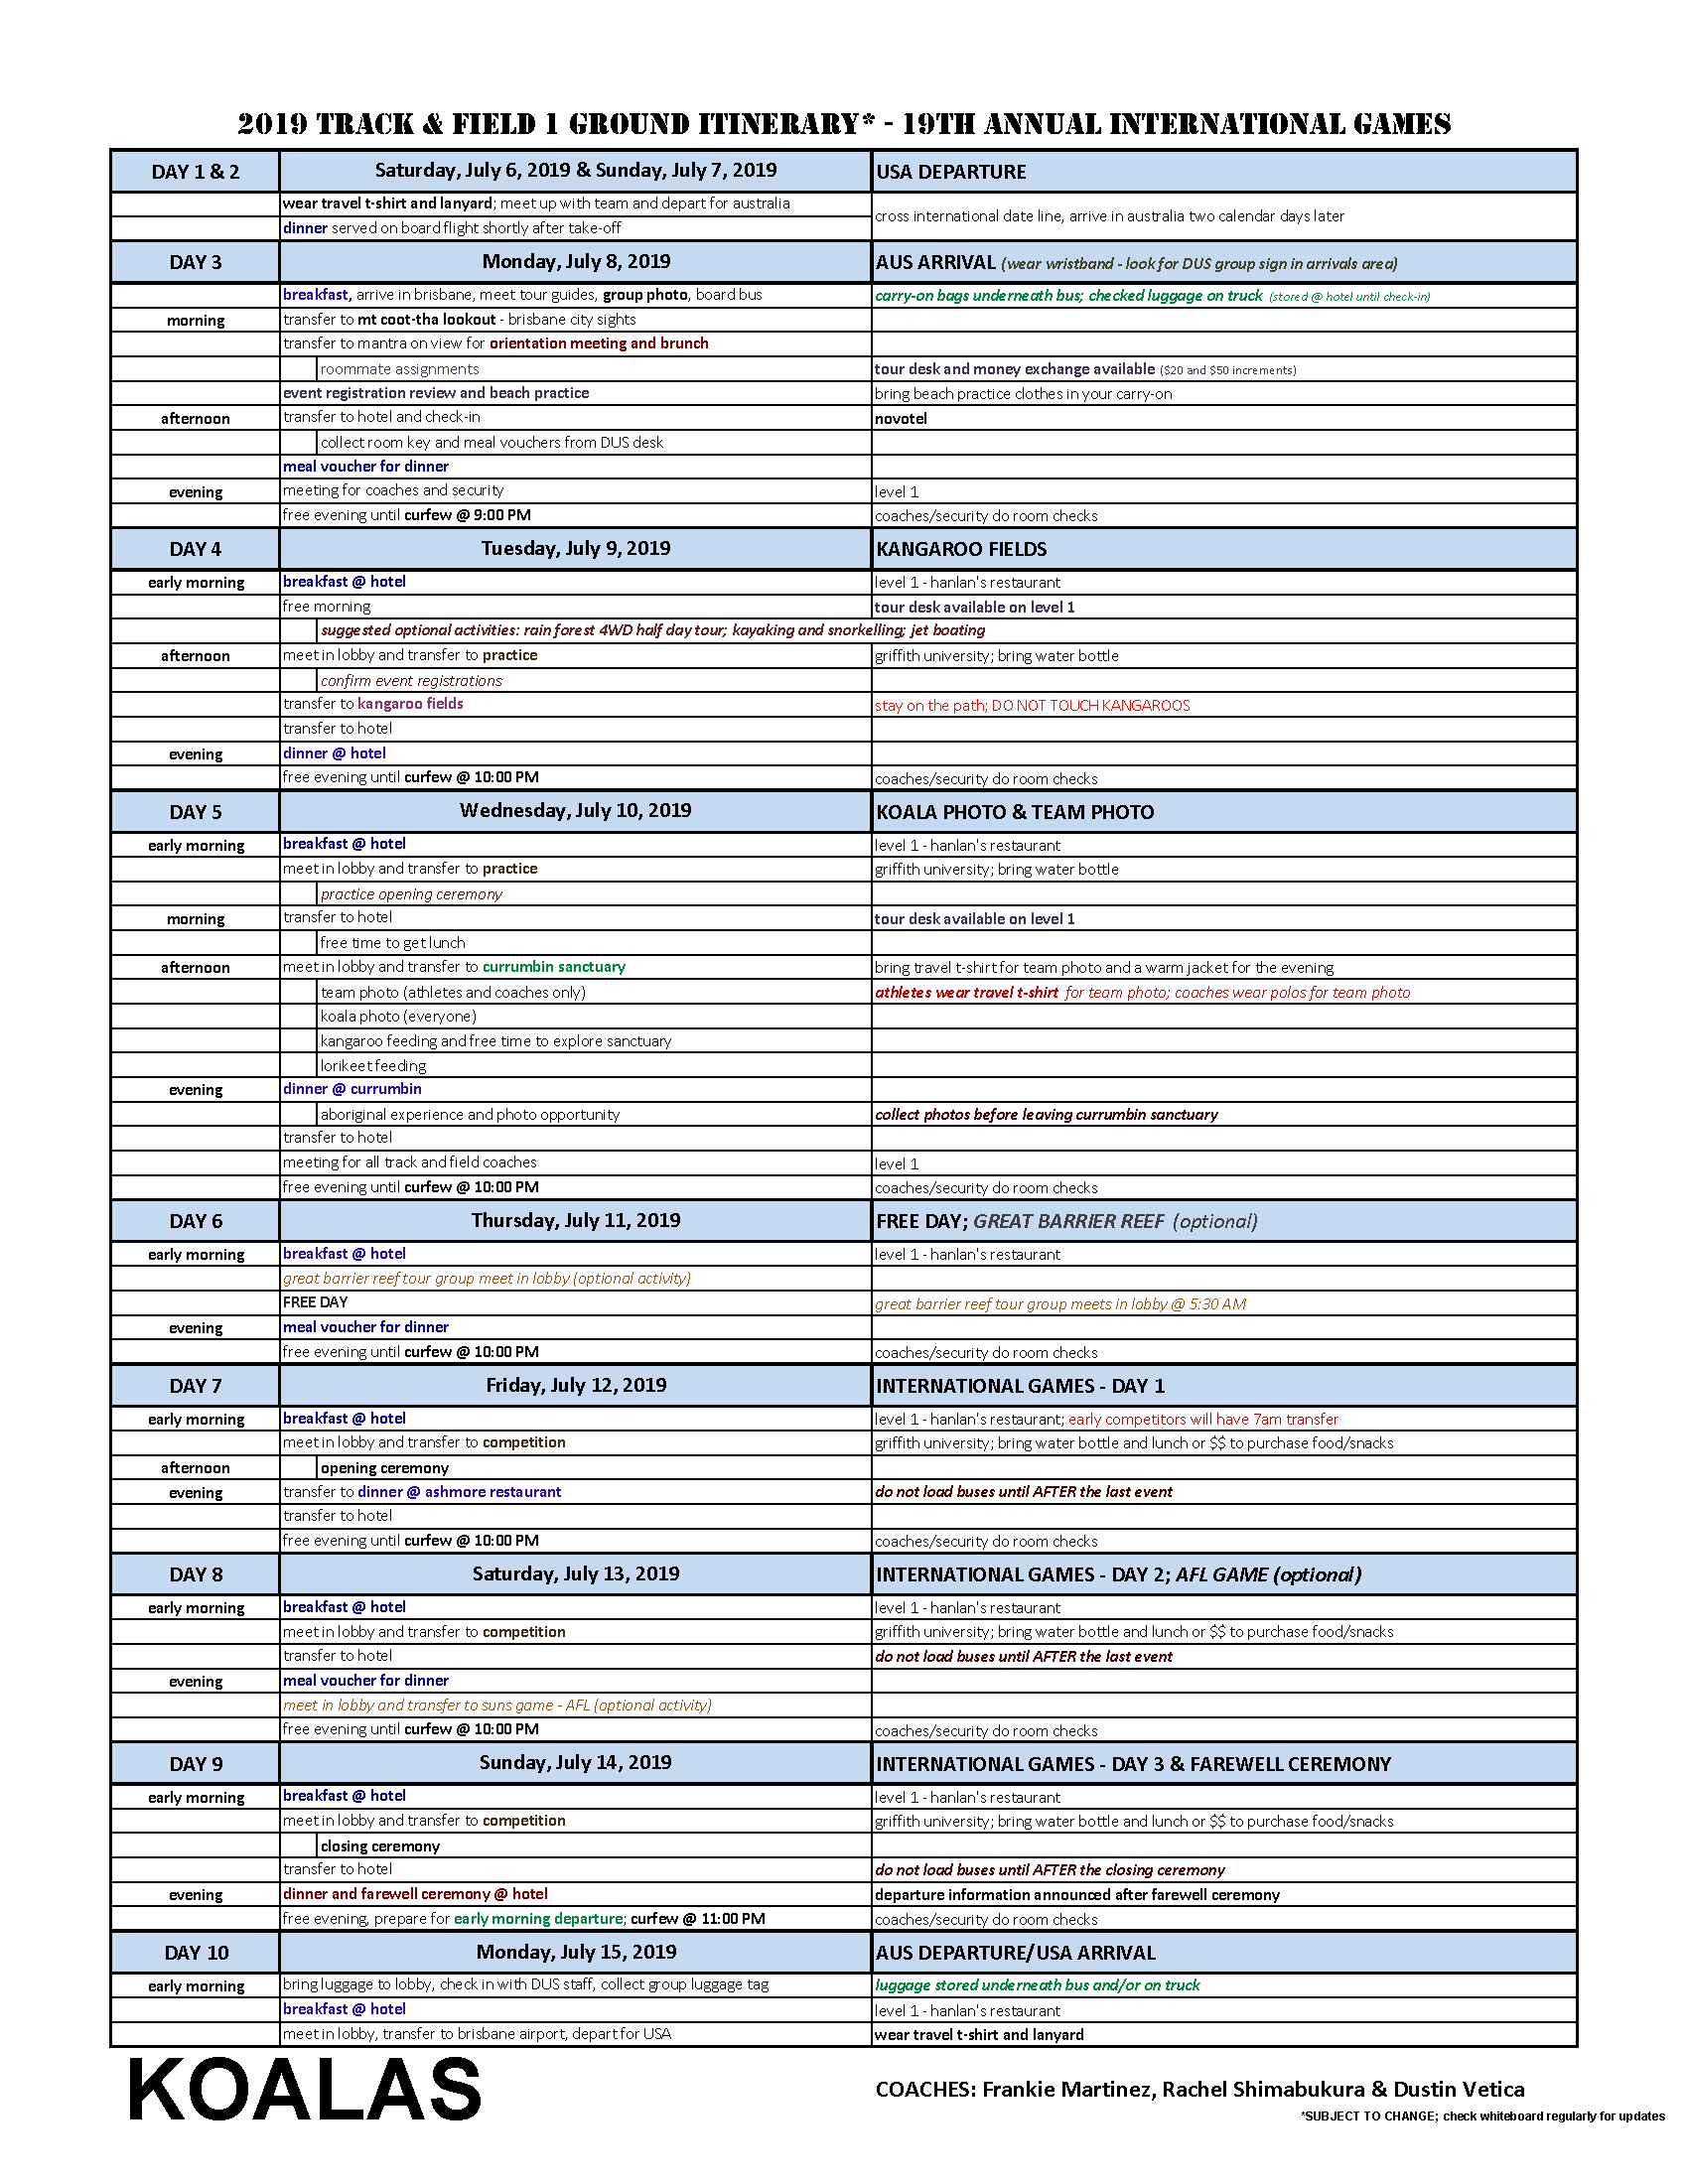 2019 TRACK & FIELD 1 GROUND ITINERARY* - 19TH ANNUAL INTERNATIONAL GAMES
DAY 1 & 2 Saturday, July 6, 2019 & Sunday, July 7, 2019 USA DEPARTURE
wear travel t-shirt and lanyard; meet up with team and depart for australia
cross international date line, arrive in australia two calendar days later
dinner served on board flight shortly after take-off
DAY 3 Monday, July 8, 2019 AUS ARRIVAL (wear wristband - look for DUS group sign in arrivals area)
breakfast, arrive in brisbane, meet tour guides, group photo, board bus carry-on bags underneath bus; checked luggage on truck (stored @ hotel until check-in)
morning transfer to mt coot-tha lookout - brisbane city sights
transfer to mantra on view for orientation meeting and brunch
roommate assignments tour desk and money exchange available ($20 and $50 increments)
event registration review and beach practice bring beach practice clothes in your carry-on
afternoon transfer to hotel and check-in novotel
collect room key and meal vouchers from DUS desk
meal voucher for dinner
evening meeting for coaches and security level 1
free evening until curfew @ 9:00 PM coaches/security do room checks
DAY 4 Tuesday, July 9, 2019 KANGAROO FIELDS
early morning breakfast @ hotel level 1 - hanlan's restaurant
free morning tour desk available on level 1
suggested optional activities: rain forest 4WD half day tour; kayaking and snorkelling; jet boating
afternoon meet in lobby and transfer to practice griffith university; bring water bottle
confirm event registrations
transfer to kangaroo fields stay on the path; DO NOT TOUCH KANGAROOS
transfer to hotel
evening dinner @ hotel
free evening until curfew @ 10:00 PM coaches/security do room checks
DAY 5 Wednesday, July 10, 2019 KOALA PHOTO & TEAM PHOTO
early morning breakfast @ hotel level 1 - hanlan's restaurant
meet in lobby and transfer to practice griffith university; bring water bottle
practice opening ceremony
morning transfer to hotel tour desk available on level 1
free time to get lunch
afternoon meet in lobby and transfer to currumbin sanctuary bring travel t-shirt for team photo and a warm jacket for the evening
team photo (athletes and coaches only) athletes wear travel t-shirt for team photo; coaches wear polos for team photo
koala photo (everyone)
kangaroo feeding and free time to explore sanctuary
lorikeet feeding
evening dinner @ currumbin
aboriginal experience and photo opportunity collect photos before leaving currumbin sanctuary
transfer to hotel
meeting for all track and field coaches level 1
free evening until curfew @ 10:00 PM coaches/security do room checks
DAY 6 Thursday, July 11, 2019 FREE DAY; GREAT BARRIER REEF (optional)
early morning breakfast @ hotel level 1 - hanlan's restaurant
great barrier reef tour group meet in lobby (optional activity)
FREE DAY great barrier reef tour group meets in lobby @ 5:30 AM
evening meal voucher for dinner
free evening until curfew @ 10:00 PM coaches/security do room checks
DAY 7 Friday, July 12, 2019 INTERNATIONAL GAMES - DAY 1
early morning breakfast @ hotel level 1 - hanlan's restaurant; early competitors will have 7am transfer
meet in lobby and transfer to competition griffith university; bring water bottle and lunch or $$ to purchase food/snacks
afternoon opening ceremony
evening transfer to dinner @ ashmore restaurant do not load buses until AFTER the last event
transfer to hotel
free evening until curfew @ 10:00 PM coaches/security do room checks
DAY 8 Saturday, July 13, 2019 INTERNATIONAL GAMES - DAY 2; AFL GAME (optional)
early morning breakfast @ hotel level 1 - hanlan's restaurant
meet in lobby and transfer to competition griffith university; bring water bottle and lunch or $$ to purchase food/snacks
transfer to hotel do not load buses until AFTER the last event
evening meal voucher for dinner
meet in lobby and transfer to suns game - AFL (optional activity)
free evening until curfew @ 10:00 PM coaches/security do room checks
DAY 9 Sunday, July 14, 2019 INTERNATIONAL GAMES - DAY 3 & FAREWELL CEREMONY
early morning breakfast @ hotel level 1 - hanlan's restaurant
meet in lobby and transfer to competition griffith university; bring water bottle and lunch or $$ to purchase food/snacks
closing ceremony
transfer to hotel do not load buses until AFTER the closing ceremony
evening dinner and farewell ceremony @ hotel departure information announced after farewell ceremony
free evening, prepare for early morning departure; curfew @ 11:00 PM coaches/security do room checks
DAY 10 Monday, July 15, 2019 AUS DEPARTURE/USA ARRIVAL
early morning bring luggage to lobby, check in with DUS staff, collect group luggage tag luggage stored underneath bus and/or on truck
breakfast @ hotel level 1 - hanlan's restaurant
meet in lobby, transfer to brisbane airport, depart for USA wear travel t-shirt and lanyard
KOALAS COACHES: Frankie Martinez, Rachel Shimabukura & Dustin Vetica
*SUBJECT TO CHANGE; check whiteboard regularly for updates